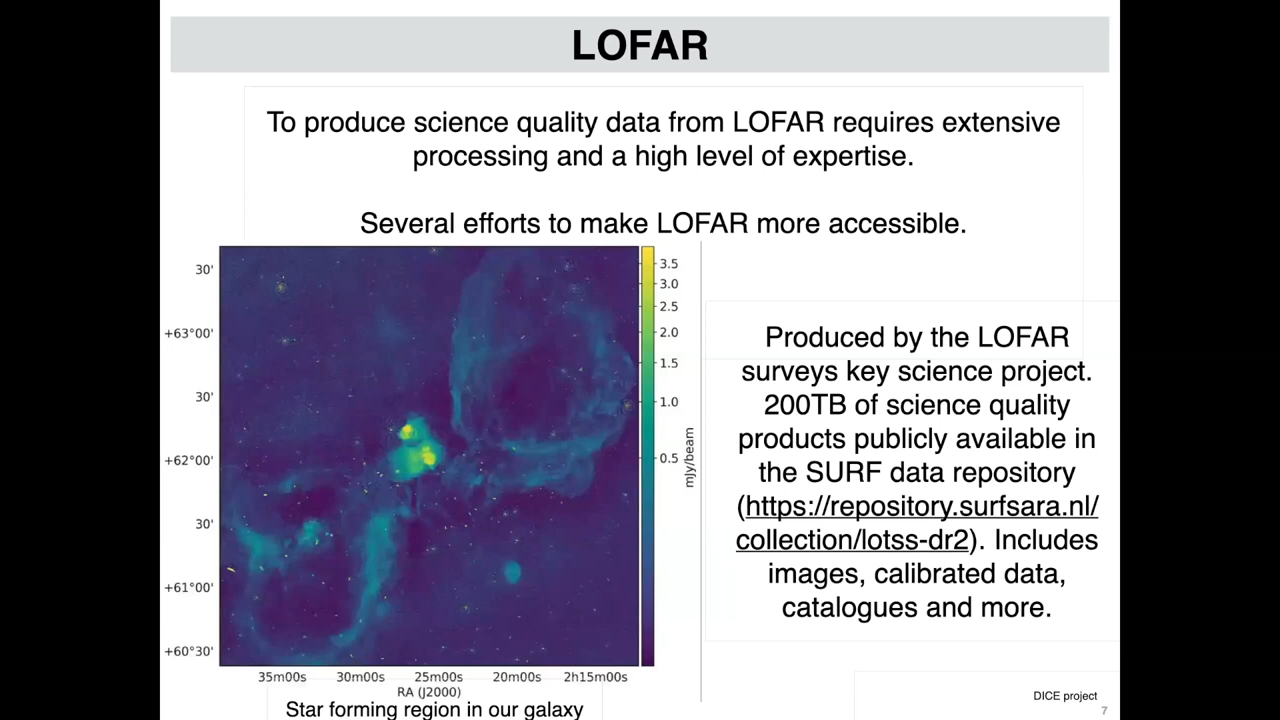 LOFAR
To produce science quality data from LOFAR requires extensive
processing and a high level of expertise.
Several efforts to make LOFAR more accessible.
30'
+63°00'
30'
+62°00'
30'
+61°00'
+60°30'
35m00s 30m00s 25m00s 20m00s 2h15m00s
RA (J2000)
3.5
3.0
2.5
2.0
1.5
1.0
0.5
mJy/beam
Star forming region in our galaxy
Produced by the LOFAR
surveys key science project.
200TB of science quality
products publicly available in
the SURF data repository
(https://repository.surfsara.nl/
collection/lotss-dr2). Includes
images, calibrated data,
catalogues and more.
DICE project
7